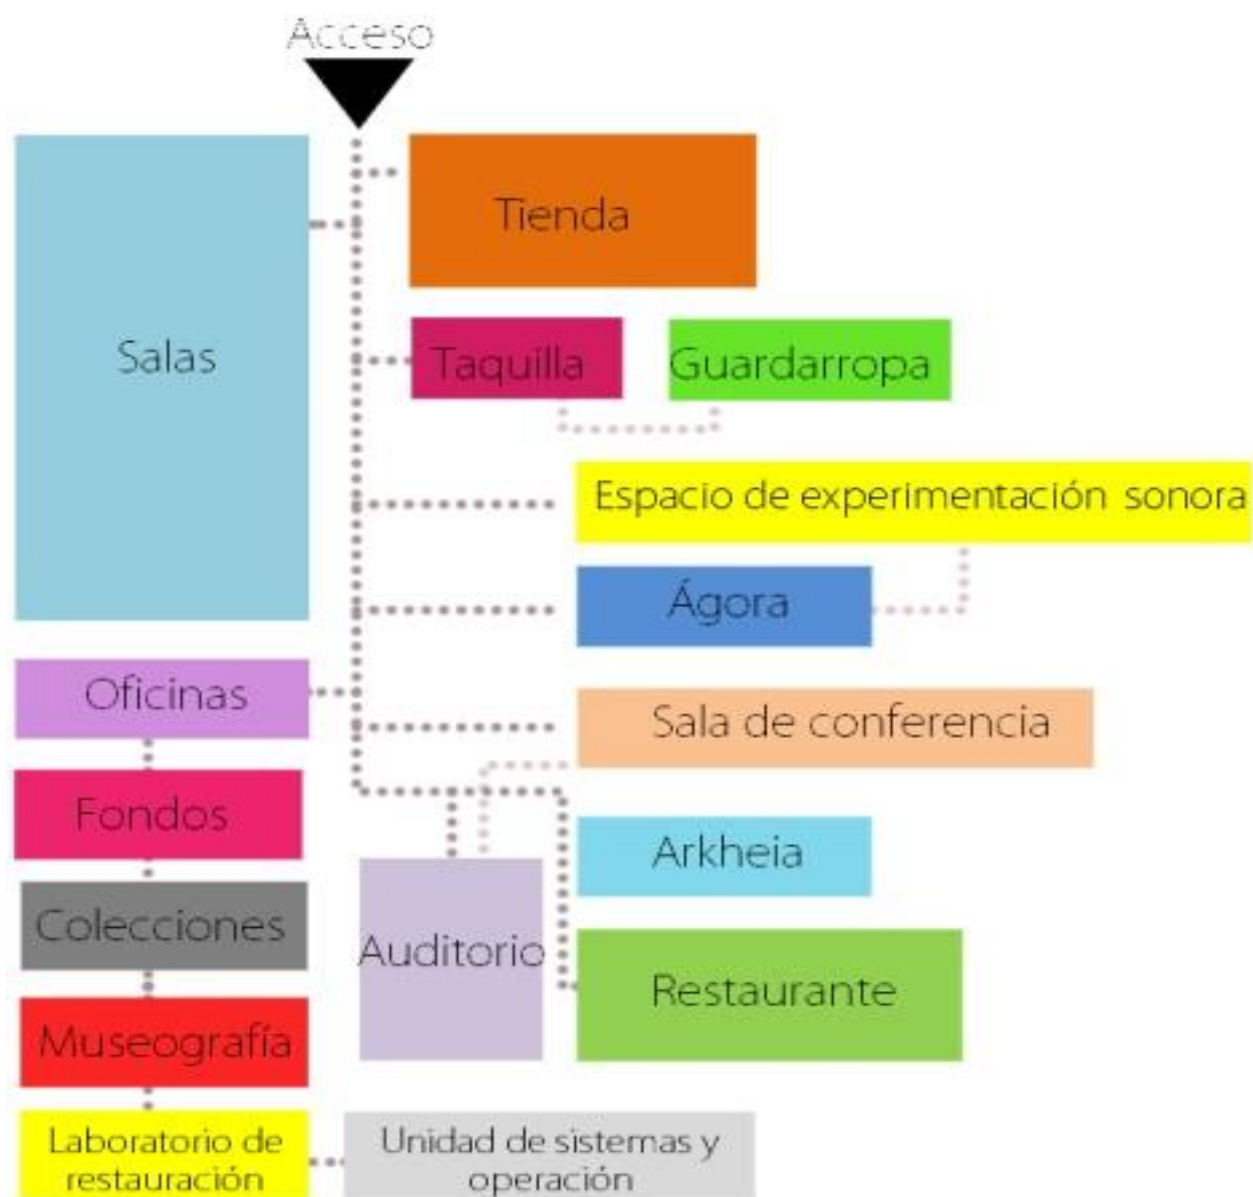 Acceso
Tienda
Salas
Taquilla
Guardarropa
Espacio de experimentación sonora
Ágora
Oficinas
Sala de conferencia
Fondos
Arkheia
Colecciones
Auditorio
Restaurante
Museografía
Laboratorio de
restauración
Unidad de sistemas y
operación